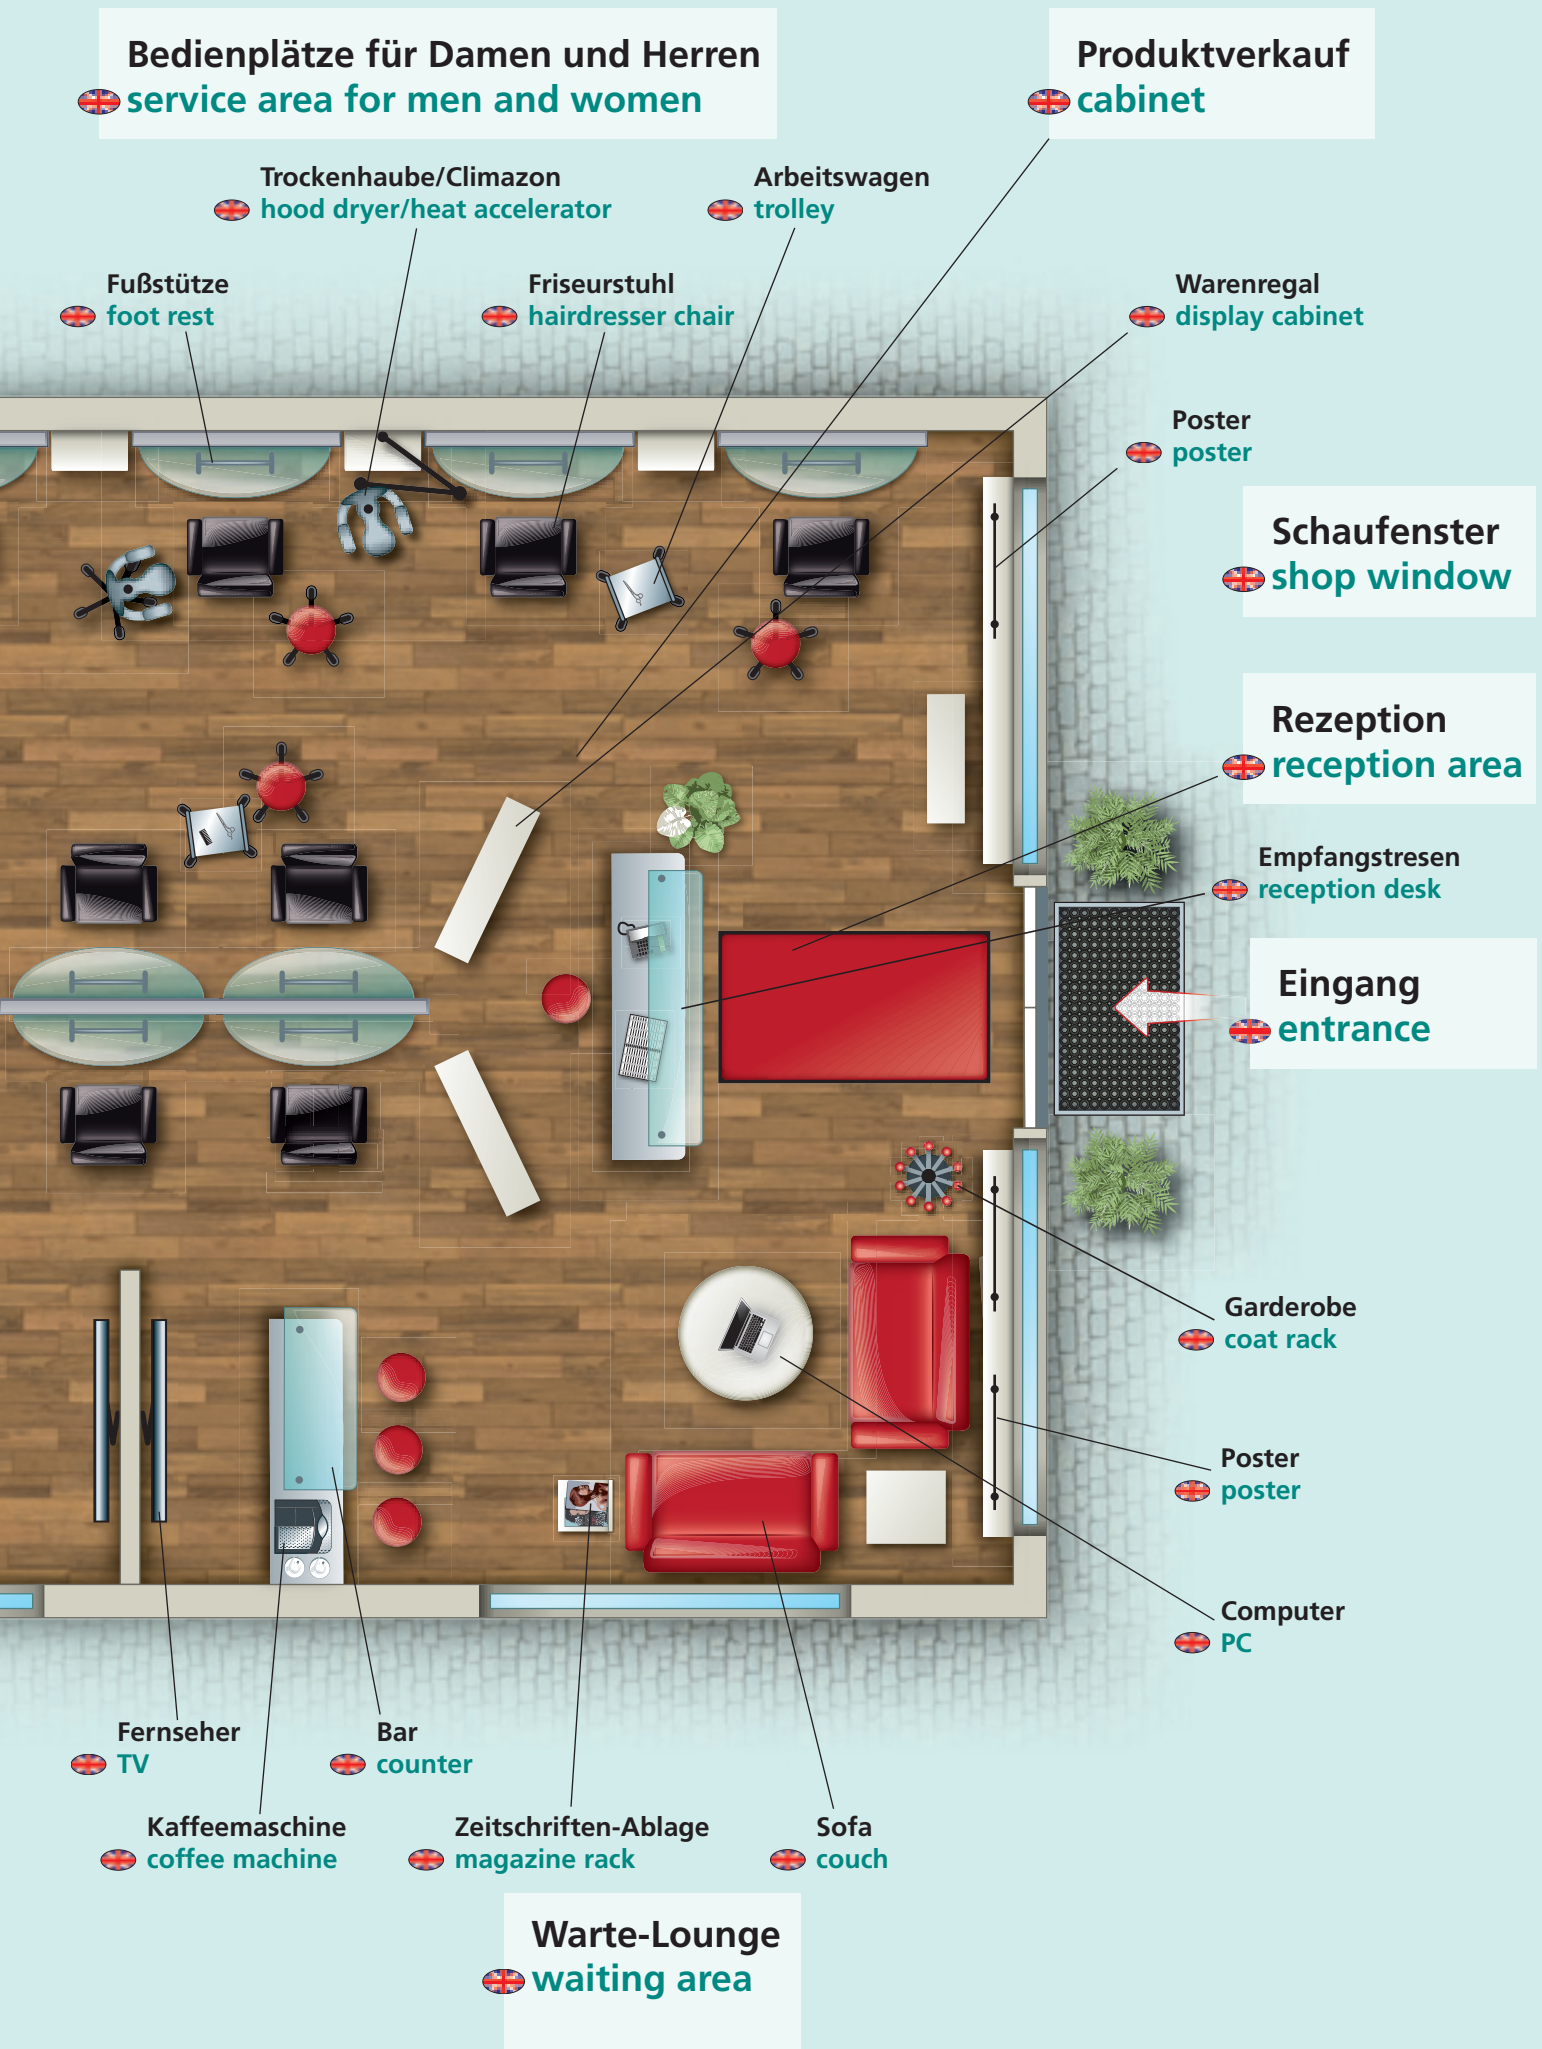 Bedienplätze für Damen und Herren
service area for men and women
Produktverkauf
cabinet
Trockenhaube/Climazon
hood dryer/heat accelerator
Arbeitswagen
trolley
Fußstütze
foot rest
Friseurstuhl
hairdresser chair
Warenregal
display cabinet
Poster
poster
Schaufenster
shop window
Rezeption
reception area
Empfangstresen
reception desk
Eingang
entrance
Garderobe
coat rack
Poster
poster
Computer
PC
Fernseher
TV
Bar
counter
Kaffeemaschine
coffee machine
Zeitschriften-Ablage
magazine rack
Sofa
couch
Warte-Lounge
waiting area